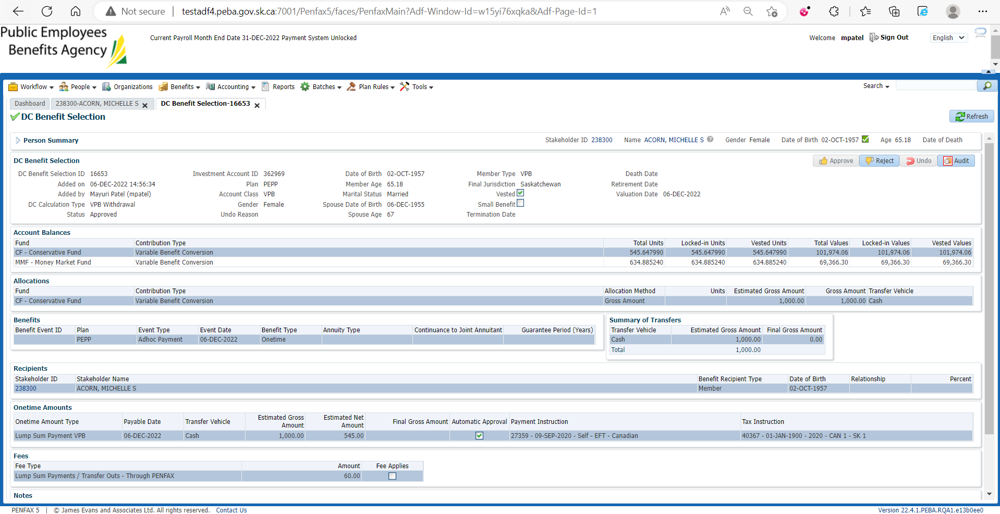 Not secure | testadf4.peba.gov.sk.ca:7001/Penfax5/faces/PenfaxMain?Adf-Window-Id=w15yi76xqka&Adf-Page-Id=1
Public Employees
Benefits Agency
Current Payroll Month End Date 31-DEC-2022 Payment System Unlocked
Welcome mpatel Sign Out English
Workflow People Organizations Benefits Accounting Reports Batches Plan Rules Tools Search
Dashboard 238300-ACORN, MICHELLE S DC Benefit Selection-16653
DC Benefit Selection Refresh
Person Summary Stakeholder ID 238300 Name ACORN, MICHELLE S Gender Female Date of Birth 02-OCT-1957 Age 65.18 Date of Death
DC Benefit Selection Approve Reject Undo Audit
DC Benefit Selection ID 16653 Investment Account ID 362969 Date of Birth 02-OCT-1957 Member Type VPB Death Date
Added on 06-DEC-2022 14:56:34 Plan PEPP Member Age 65.18 Final Jurisdiction Saskatchewan Retirement Date
Added by Mayuri Patel (mpatel) Account Class VPB Marital Status Married Vested Valuation Date 06-DEC-2022
DC Calculation Type VPB Withdrawal Gender Female Spouse Date of Birth 06-DEC-1955 Small Benefit
Status Approved Undo Reason Spouse Age 67 Termination Date
Account Balances
Fund Contribution Type Total Units Locked-in Units Vested Units Total Values Locked-in Values Vested Values
CF - Conservative Fund Variable Benefit Conversion 545.647990 545.647990 545.647990 101,974.06 101,974.06 101,974.06
MMF - Money Market Fund Variable Benefit Conversion 634.885240 634.885240 634.885240 69,366.30 69,366.30 69,366.30
Allocations
Fund Contribution Type Allocation Method Units Estimated Gross Amount Gross Amount Transfer Vehicle
CF - Conservative Fund Variable Benefit Conversion Gross Amount 1,000.00 1,000.00 Cash
Benefits
Benefit Event ID Plan Event Type Event Date Benefit Type Annuity Type Continuance to Joint Annuitant Guarantee Period (Years)
PEPP Adhoc Payment 06-DEC-2022 Onetime
Summary of Transfers
Transfer Vehicle Estimated Gross Amount Final Gross Amount
Cash 1,000.00 0.00
Total 1,000.00
Recipients
Stakeholder ID Stakeholder Name Benefit Recipient Type Date of Birth Relationship Percent
238300 ACORN, MICHELLE S Member 02-OCT-1957
Onetime Amounts
Onetime Amount Type Payable Date Transfer Vehicle Estimated Gross Amount Estimated Net Amount Final Gross Amount Automatic Approval Payment Instruction Tax Instruction
Lump Sum Payment VPB 06-DEC-2022 Cash 1,000.00 545.00 27359 - 09-SEP-2020 - Self - EFT - Canadian 40367 - 01-JAN-1900 - 2020 - CAN 1 - SK 1
Fees
Fee Type Amount Fee Applies
Lump Sum Payments / Transfer Outs - Through PENFAX 60.00
Notes
PENFAX 5 | © James Evans and Associates Ltd. All rights reserved. Contact Us Version 22.4.1.PEBA.RQA1.e13b0ee0